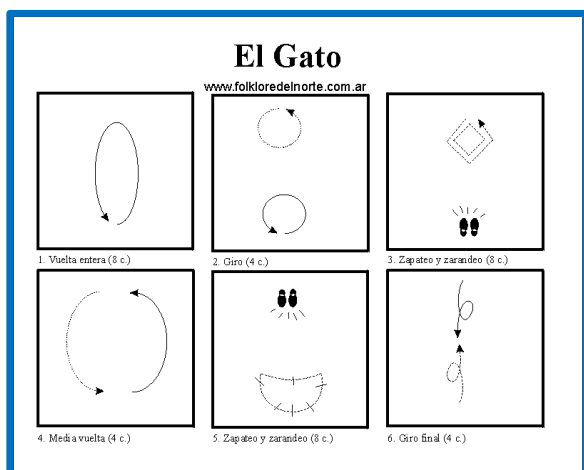 El Gato
www.folkloredelnorte.com.ar
1. Vuelta entera (8 c.)
2. Giro (4 c.)
3. Zapateo y zarandeo (8 c.)
4. Media vuelta (4 c.)
5. Zapateo y zarandeo (8 c.)
6. Giro final (4 c.)